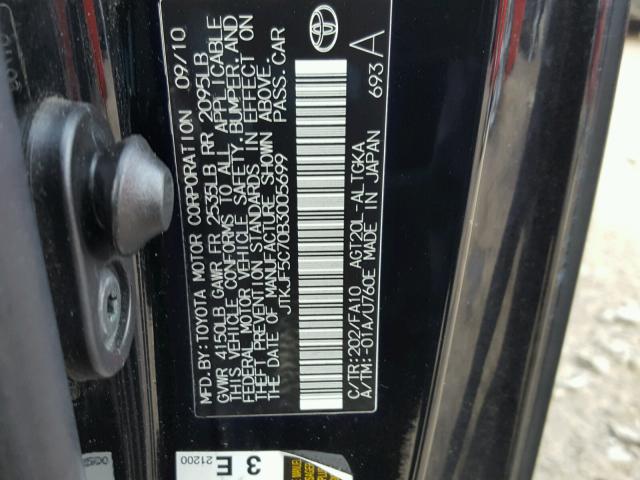 MFD.BY:TOYOTA MOTOR CORPORATION 09/10
GVWR 4150LB GAWR FR 2535LB RR 2095LB
THIS VEHICLE CONFORMS TO ALL APPLICABLE
FEDERAL MOTOR VEHICLE SAFETY, BUMPER, AND
THEFT PREVENTION STANDARDS IN EFFECT ON
THE DATE OF MANUFACTURE SHOWN ABOVE.
JTKJF5C70B3005699 PASS.CAR
C/TR:202/FA10 AGT20L-ALTGKA
A/TM:-01A/U760E MADE IN JAPAN
693 A
3 E
21200